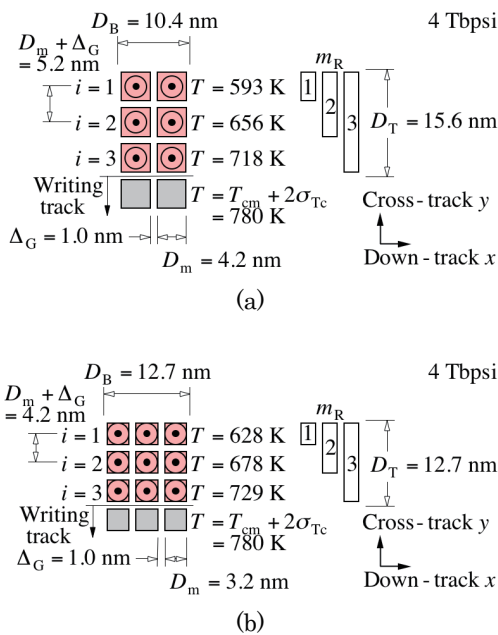 D_B = 10.4 nm
4 Tbpsi
D_m + Δ_G
= 5.2 nm
m_R
i = 1 T = 593 K 1
i = 2 T = 656 K 2
i = 3 T = 718 K 3
D_T = 15.6 nm
Writing
track
T = T_cm + 2σ_Tc
= 780 K
Cross-track y
Δ_G = 1.0 nm
Down-track x
D_m = 4.2 nm
(a)
D_B = 12.7 nm
4 Tbpsi
D_m + Δ_G
= 4.2 nm
m_R
i = 1 T = 628 K 1
i = 2 T = 678 K 2
i = 3 T = 729 K 3
D_T = 12.7 nm
Writing
track
T = T_cm + 2σ_Tc
= 780 K
Cross-track y
Δ_G = 1.0 nm
Down-track x
D_m = 3.2 nm
(b)